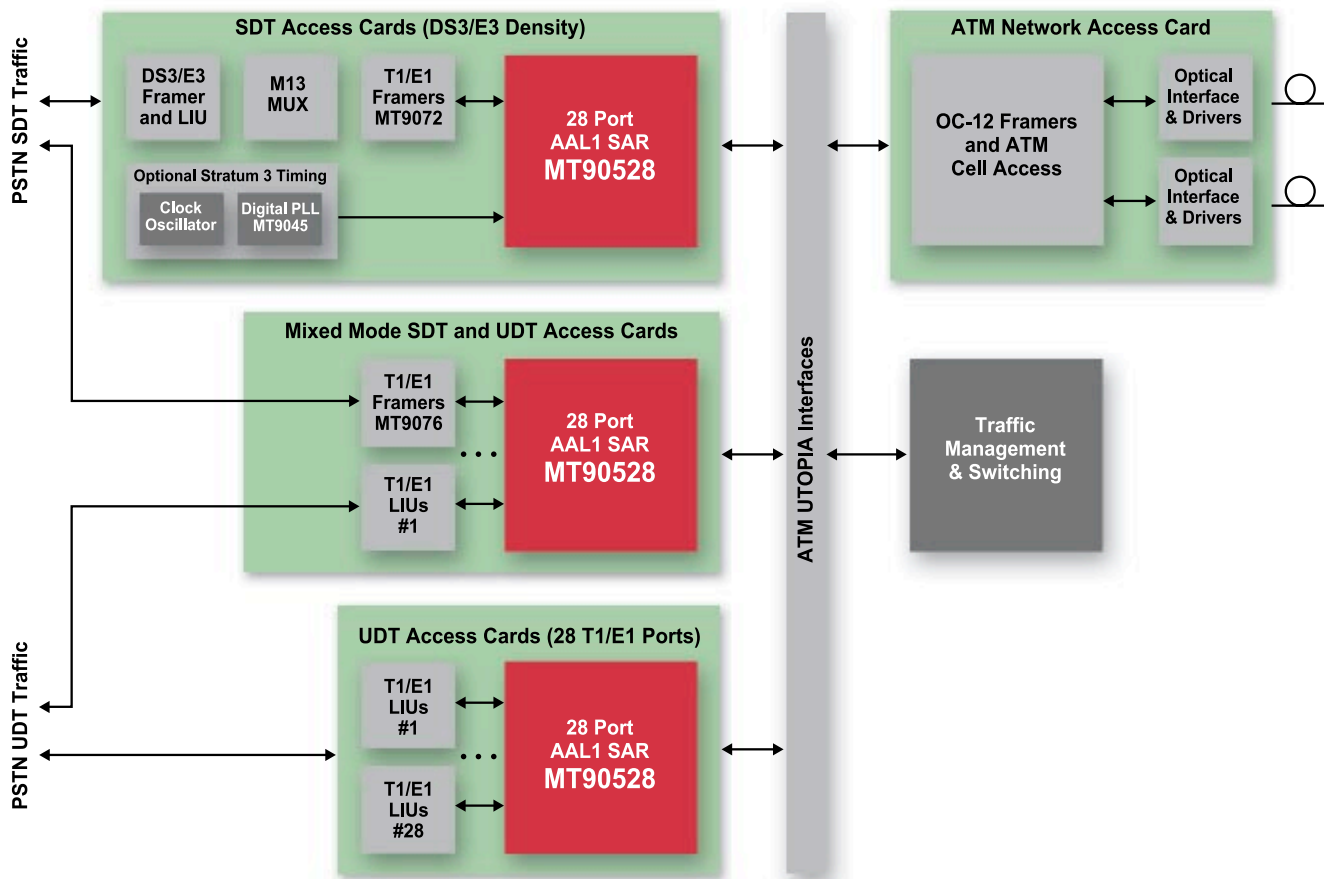 SDT Access Cards (DS3/E3 Density)
DS3/E3
Framer
and LIU
M13
MUX
T1/E1
Framers
MT9072
28 Port
AAL1 SAR
MT90528
Optional Stratum 3 Timing
Clock
Oscillator
Digital PLL
MT9045
PSTN SDT Traffic
ATM Network Access Card
OC-12 Framers
and ATM
Cell Access
Optical
Interface
& Drivers
Optical
Interface
& Drivers
Mixed Mode SDT and UDT Access Cards
T1/E1
Framers
MT9076
• • •
T1/E1
LIUs
#1
28 Port
AAL1 SAR
MT90528
ATM UTOPIA Interfaces
Traffic
Management
& Switching
PSTN UDT Traffic
UDT Access Cards (28 T1/E1 Ports)
T1/E1
LIUs
#1
• • •
T1/E1
LIUs
#28
28 Port
AAL1 SAR
MT90528